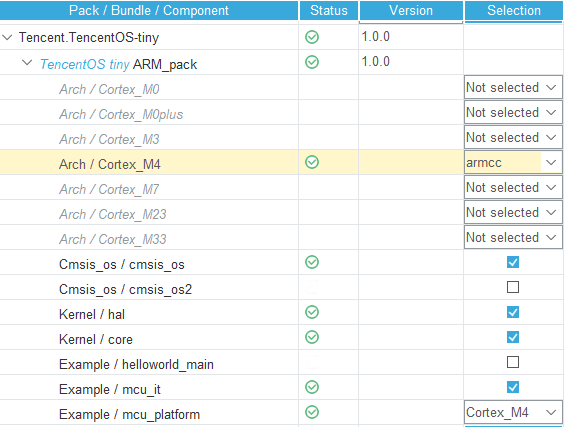 Pack / Bundle / Component Status Version Selection
Tencent.TencentOS-tiny 1.0.0
TencentOS tiny ARM_pack 1.0.0
Arch / Cortex_M0 Not selected
Arch / Cortex_M0plus Not selected
Arch / Cortex_M3 Not selected
Arch / Cortex_M4 armcc
Arch / Cortex_M7 Not selected
Arch / Cortex_M23 Not selected
Arch / Cortex_M33 Not selected
Cmsis_os / cmsis_os
Cmsis_os / cmsis_os2
Kernel / hal
Kernel / core
Example / helloworld_main
Example / mcu_it
Example / mcu_platform Cortex_M4